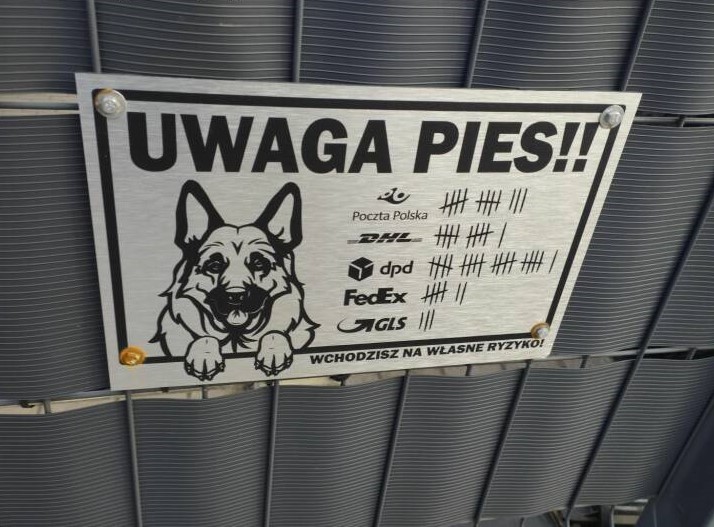 UWAGA PIES!!
Poczta Polska
DHL
dpd
FedEx
GLS
WCHODZISZ NA WŁASNE RYZYKO!